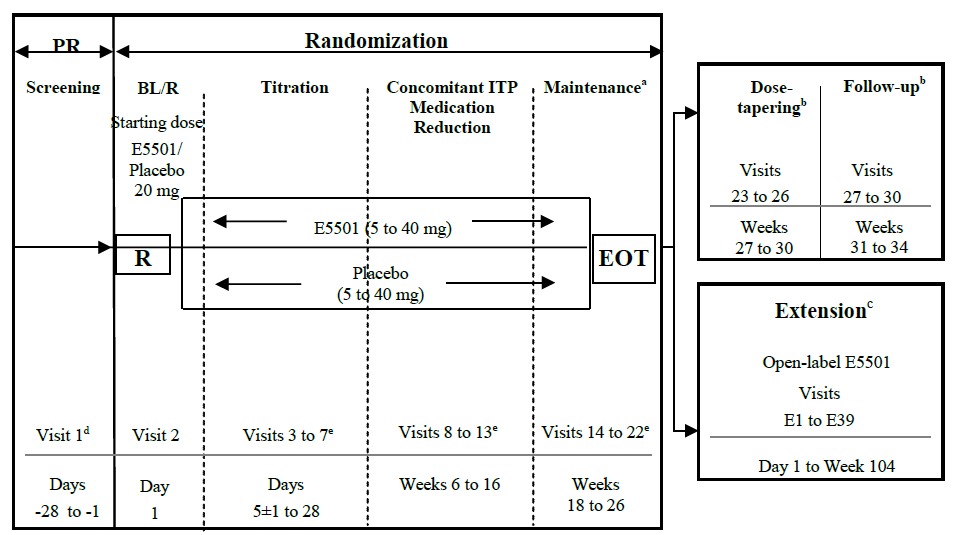 PR
Randomization
Screening
BL/R
Starting dose
E5501/
Placebo
20 mg
Titration
Concomitant ITP
Medication
Reduction
Maintenanceᵃ
R
E5501 (5 to 40 mg)
Placebo
(5 to 40 mg)
EOT
Visit 1ᵈ
Visit 2
Visits 3 to 7ᵉ
Visits 8 to 13ᵉ
Visits 14 to 22ᵉ
Days
-28 to -1
Day
1
Days
5±1 to 28
Weeks 6 to 16
Weeks
18 to 26
Dose-
taperingᵇ
Visits
23 to 26
Weeks
27 to 30
Follow-upᵇ
Visits
27 to 30
Weeks
31 to 34
Extensionᶜ
Open-label E5501
Visits
E1 to E39
Day 1 to Week 104